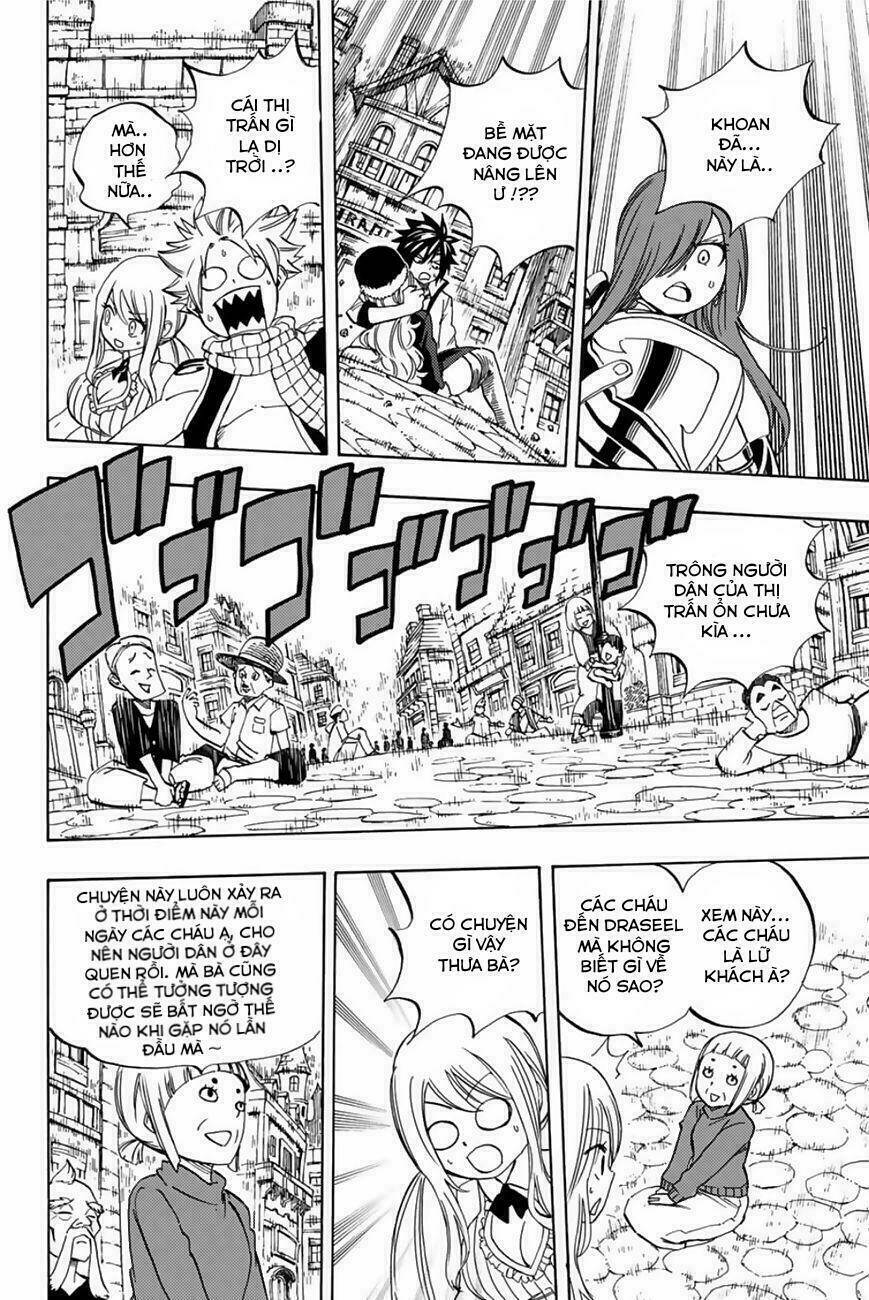 KHOAN
ĐÃ...
NÀY LÀ..
BỀ MẶT
ĐANG ĐƯỢC
NÂNG LÊN
Ư !??
CÁI THỊ
TRẤN GÌ
LẠ DỊ
TRỜI ..?
MÀ..
HƠN
THẾ
NỮA..
ゴゴゴゴゴゴ
TRÔNG NGƯỜI
DÂN CỦA THỊ
TRẤN ỔN CHƯA
KÌA ...
XEM NÀY...
CÁC CHÁU
LÀ LỮ
KHÁCH À?
CÁC CHÁU
ĐẾN DRASEEL
MÀ KHÔNG
BIẾT GÌ VỀ
NÓ SAO?
CÓ CHUYỆN
GÌ VẬY
THƯA BÀ?
CHUYỆN NÀY LUÔN XẢY RA
Ở THỜI ĐIỂM NÀY MỖI
NGÀY CÁC CHÁU Ạ, CHO
NÊN NGƯỜI DÂN Ở ĐÂY
QUEN RỒI. MÀ BÀ CŨNG
CÓ THỂ TƯỞNG TƯỢNG
ĐƯỢC SẼ BẤT NGỜ THẾ
NÀO KHI GẶP NÓ LẦN
ĐẦU MÀ ~